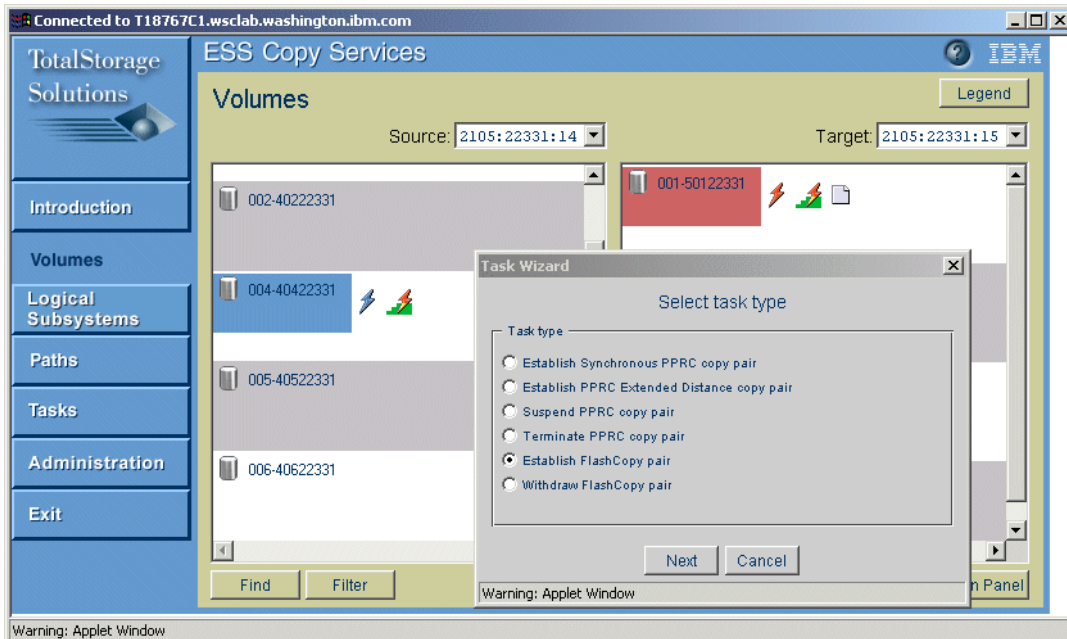 Connected to T18767C1.wsclab.washington.ibm.com
TotalStorage
Solutions
ESS Copy Services
IBM
Volumes
Legend
Source: 2105:22331:14
Target: 2105:22331:15
Introduction
Volumes
Logical
Subsystems
Paths
Tasks
Administration
Exit
002-40222331
004-40422331
005-40522331
006-40622331
001-50122331
Task Wizard
Select task type
Task type
Establish Synchronous PPRC copy pair
Establish PPRC Extended Distance copy pair
Suspend PPRC copy pair
Terminate PPRC copy pair
Establish FlashCopy pair
Withdraw FlashCopy pair
Next
Cancel
Warning: Applet Window
Find
Filter
n Panel
Warning: Applet Window